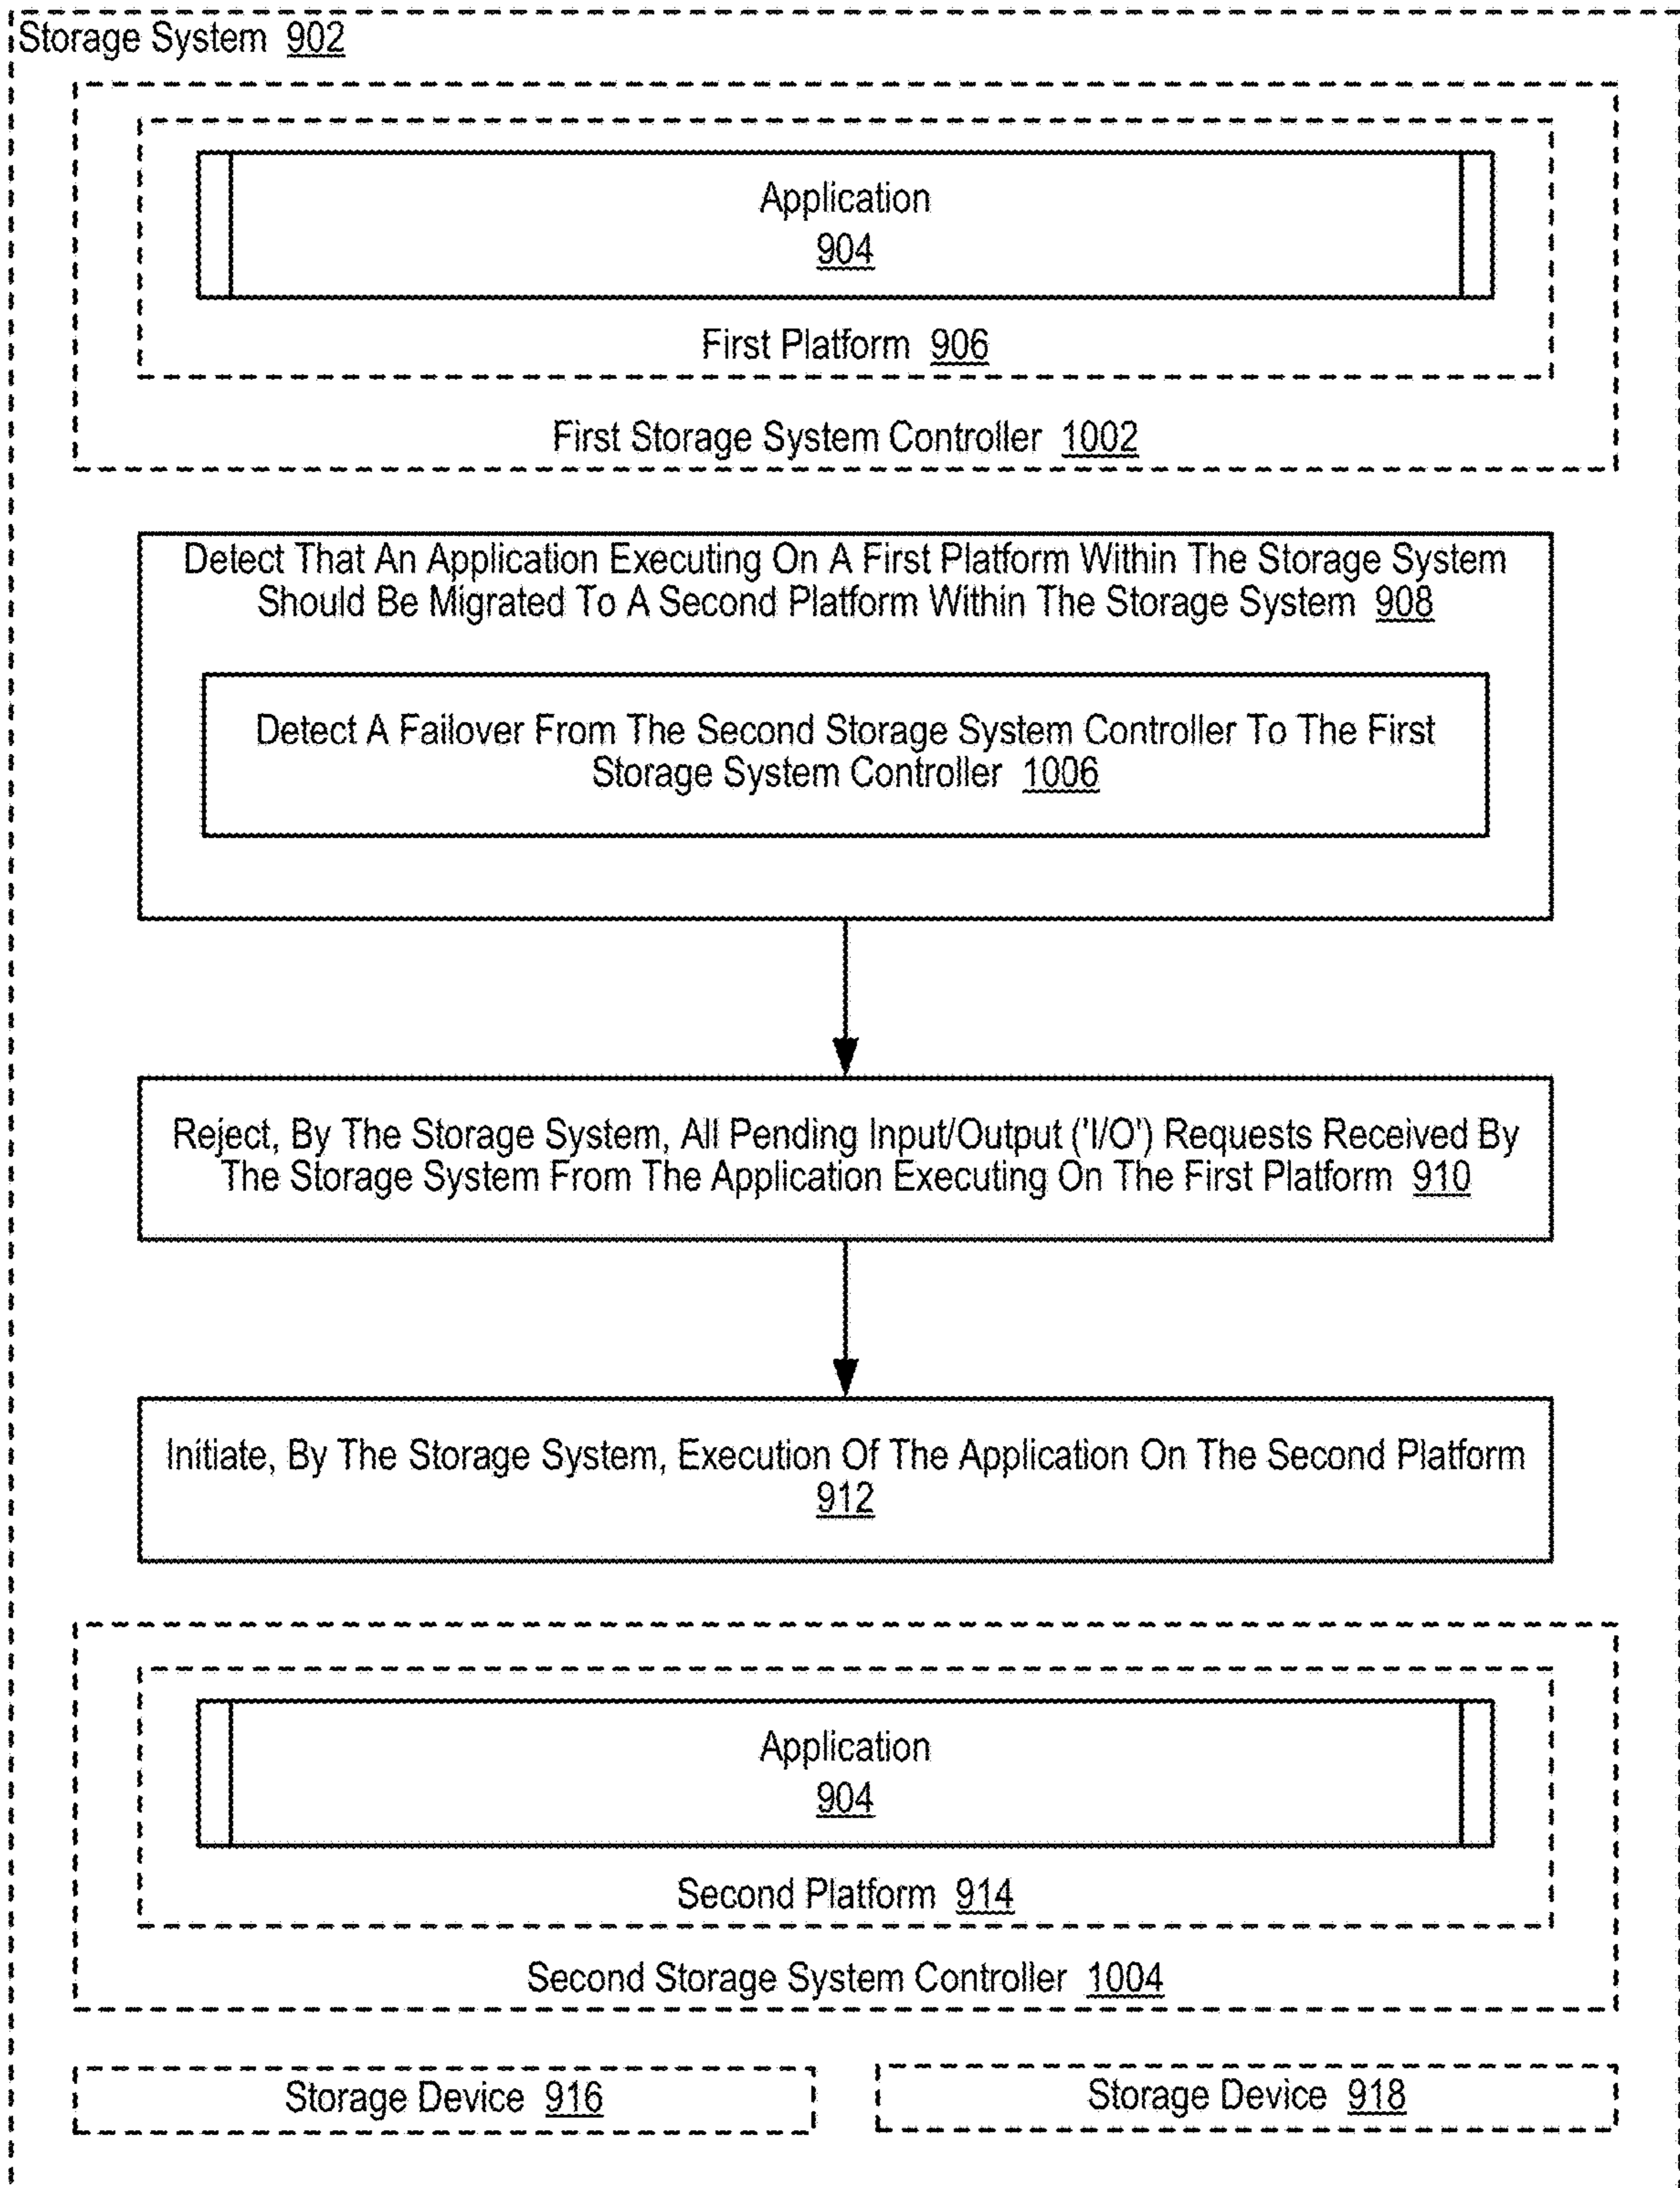 Storage System 902
Application
904
First Platform 906
First Storage System Controller 1002
Detect That An Application Executing On A First Platform Within The Storage System
Should Be Migrated To A Second Platform Within The Storage System 908
Detect A Failover From The Second Storage System Controller To The First
Storage System Controller 1006
Reject, By The Storage System, All Pending Input/Output ('I/O') Requests Received By
The Storage System From The Application Executing On The First Platform 910
Initiate, By The Storage System, Execution Of The Application On The Second Platform
912
Application
904
Second Platform 914
Second Storage System Controller 1004
Storage Device 916
Storage Device 918